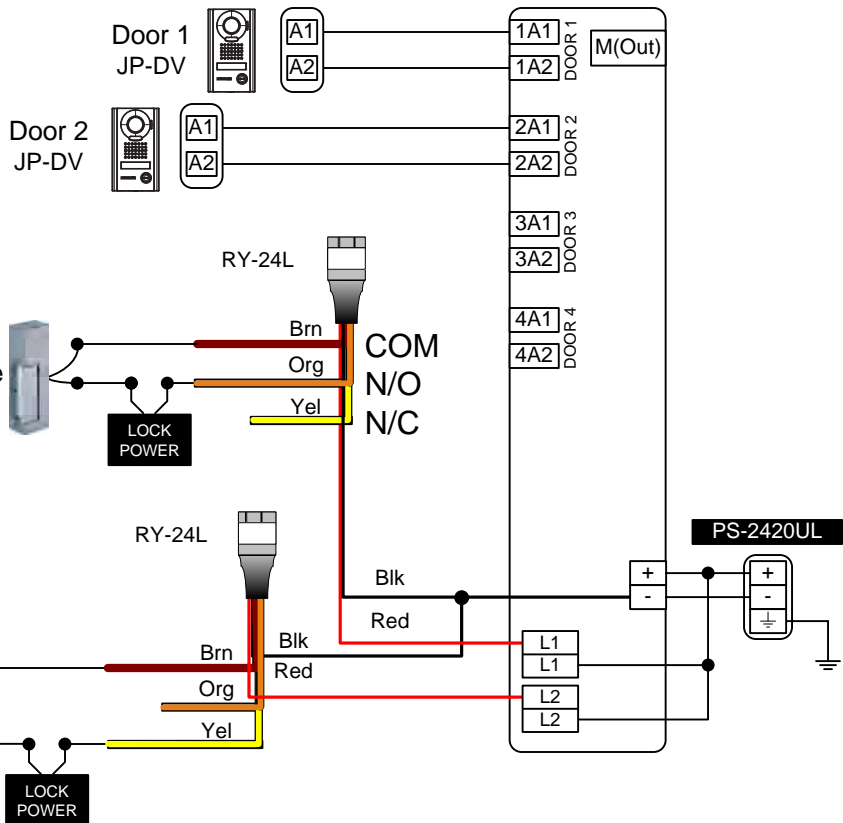 Door 1
JP-DV
A1
A2
1A1
1A2
DOOR 1
M(Out)
Door 2
JP-DV
A1
A2
2A1
2A2
DOOR 2
3A1
3A2
DOOR 3
4A1
4A2
DOOR 4
RY-24L
Brn
COM
Org
N/O
Yel
N/C
e
LOCK
POWER
RY-24L
PS-2420UL
Blk
Red
+
-
+
-
L1
L1
L2
L2
Blk
Red
Brn
Org
Yel
LOCK
POWER